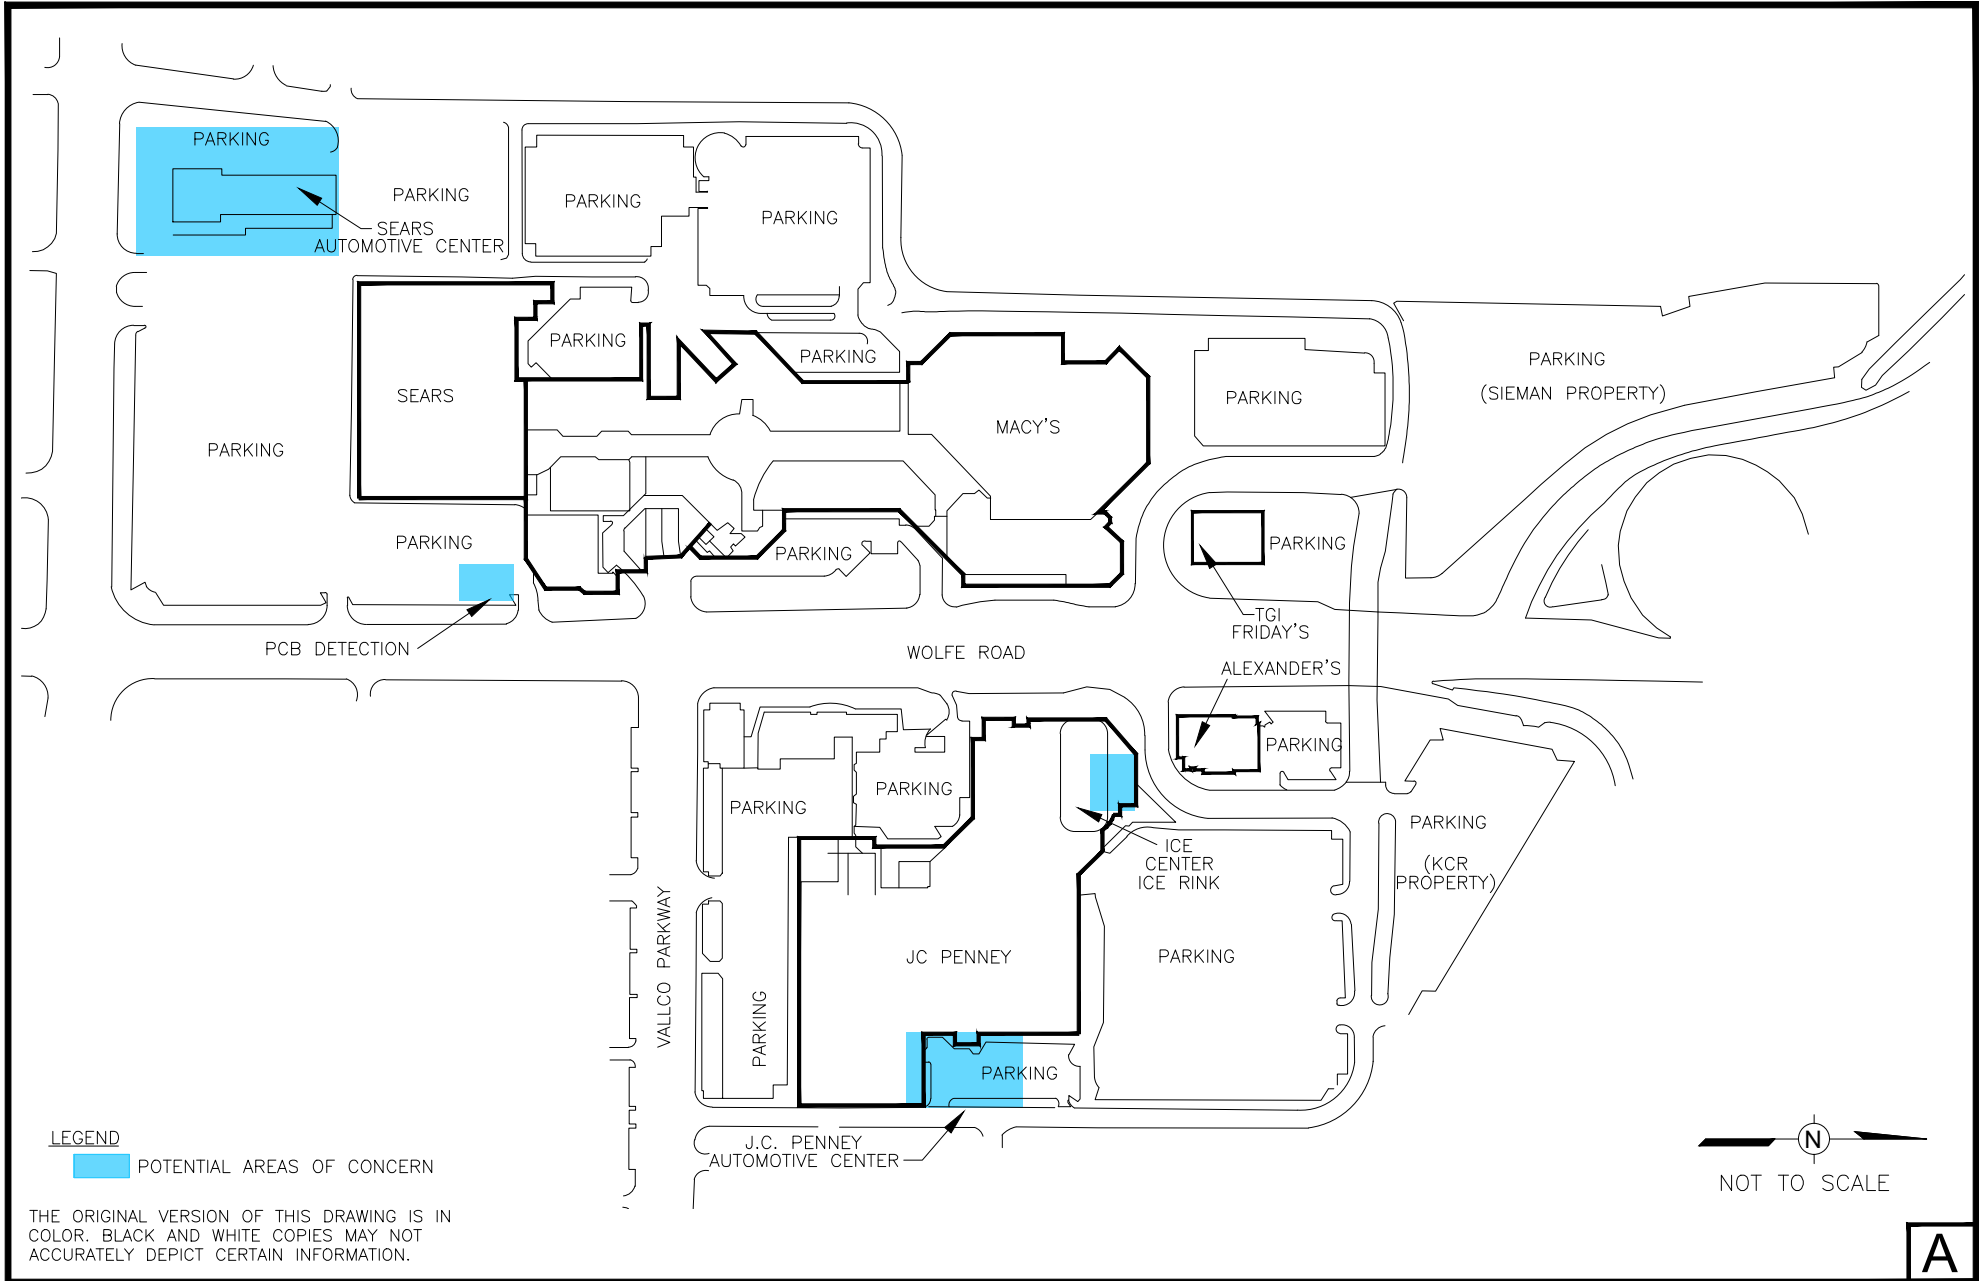 PARKING
PARKING
SEARS
AUTOMOTIVE CENTER
PARKING
PARKING
PARKING
PARKING
PARKING
(SIEMAN PROPERTY)
SEARS
PARKING
MACY'S
PARKING
PARKING
PARKING
PARKING
PCB DETECTION
TGI
FRIDAY'S
WOLFE ROAD
ALEXANDER'S
PARKING
PARKING
PARKING
PARKING
(KCR
PROPERTY)
ICE
CENTER
ICE RINK
VALLCO PARKWAY
PARKING
JC PENNEY
PARKING
PARKING
J.C. PENNEY
AUTOMOTIVE CENTER
LEGEND
POTENTIAL AREAS OF CONCERN
THE ORIGINAL VERSION OF THIS DRAWING IS IN
COLOR. BLACK AND WHITE COPIES MAY NOT
ACCURATELY DEPICT CERTAIN INFORMATION.
N
NOT TO SCALE
A